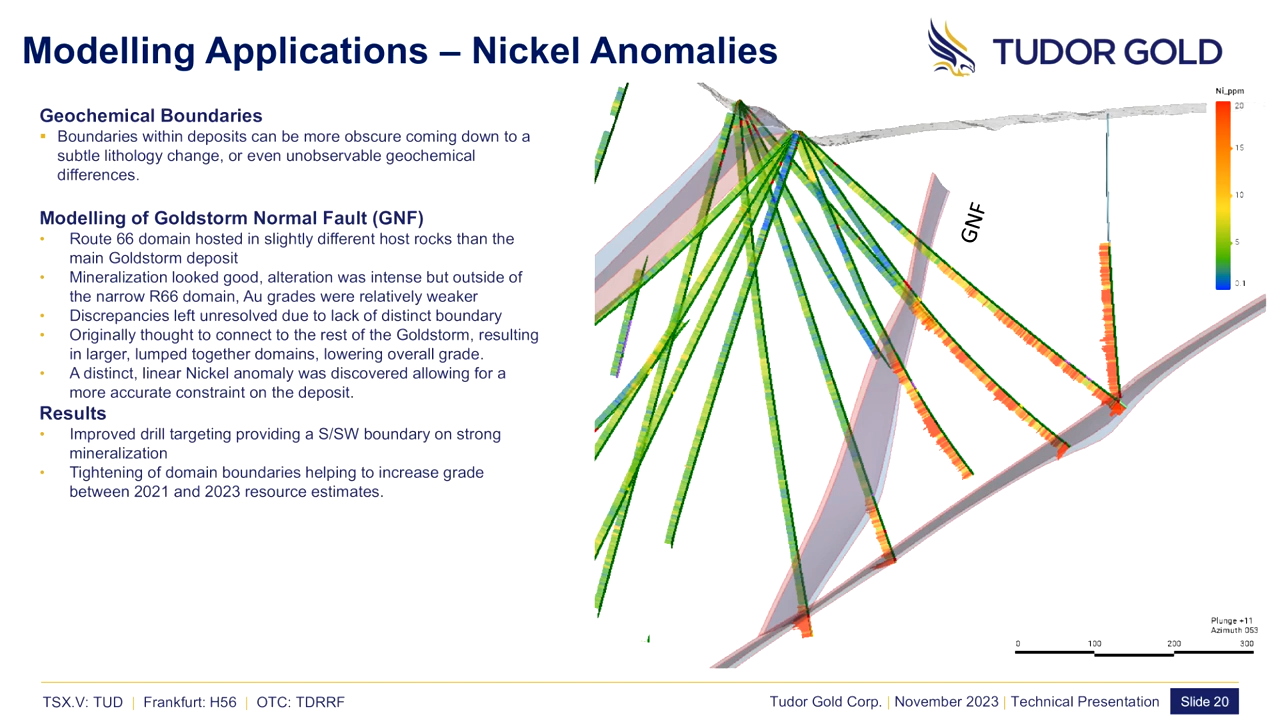 Modelling Applications – Nickel Anomalies
TUDOR GOLD
Geochemical Boundaries
▪ Boundaries within deposits can be more obscure coming down to a
subtle lithology change, or even unobservable geochemical
differences.
Modelling of Goldstorm Normal Fault (GNF)
• Route 66 domain hosted in slightly different host rocks than the
main Goldstorm deposit
• Mineralization looked good, alteration was intense but outside of
the narrow R66 domain, Au grades were relatively weaker
• Discrepancies left unresolved due to lack of distinct boundary
• Originally thought to connect to the rest of the Goldstorm, resulting
in larger, lumped together domains, lowering overall grade.
• A distinct, linear Nickel anomaly was discovered allowing for a
more accurate constraint on the deposit.
Results
• Improved drill targeting providing a S/SW boundary on strong
mineralization
• Tightening of domain boundaries helping to increase grade
between 2021 and 2023 resource estimates.
Ni_ppm
20
15
10
5
0.1
GNF
Plunge +11
Azimuth 053
0 100 200 300
TSX.V: TUD | Frankfurt: H56 | OTC: TDRRF
Tudor Gold Corp. | November 2023 | Technical Presentation
Slide 20